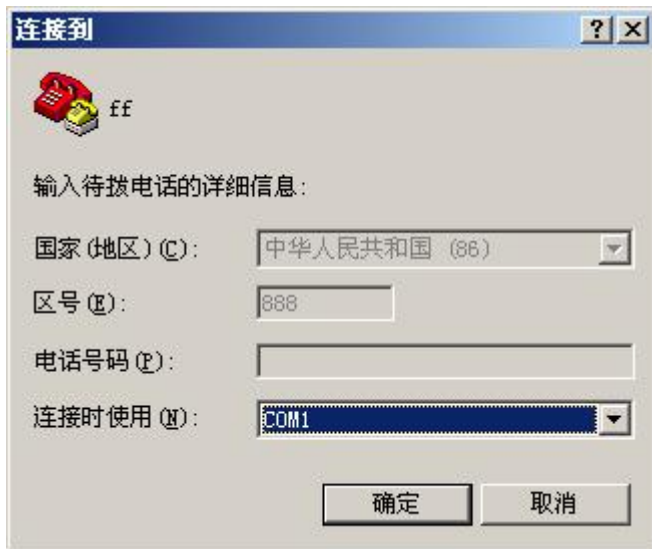 连接到
ff
输入待拨电话的详细信息:
国家(地区)(C): 中华人民共和国 (86)
区号(E): 888
电话号码(P):
连接时使用(N): COM1
确定 取消